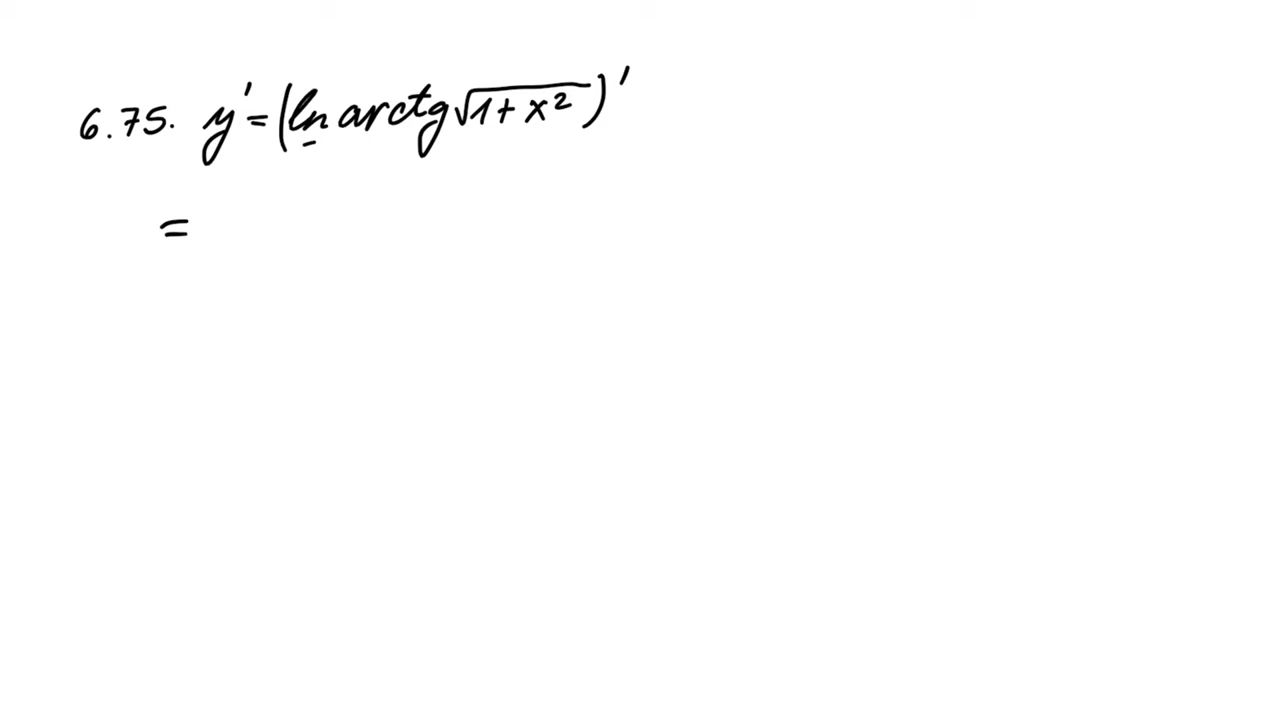 6.75. y' = (ln arctg √1+x²)'
=